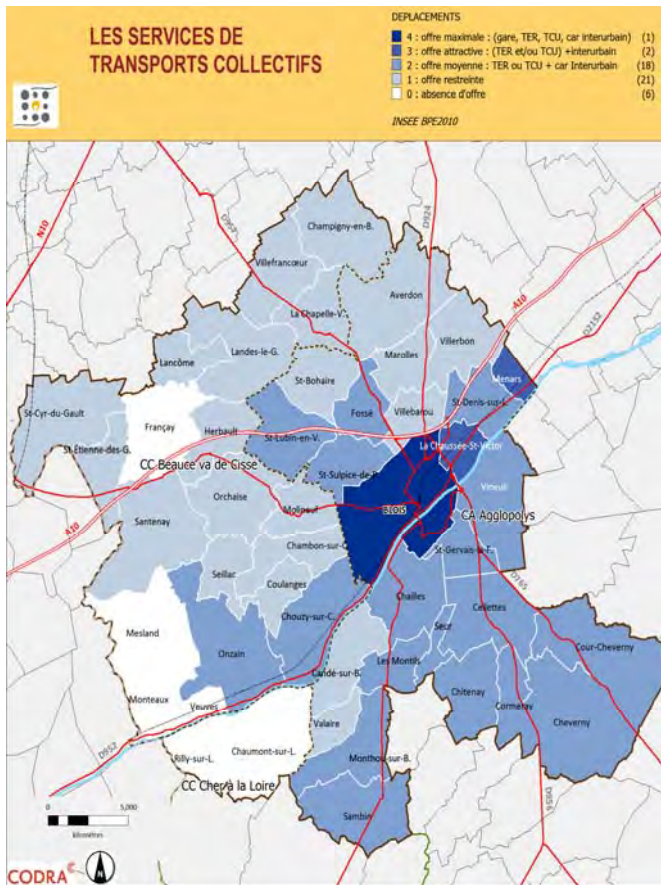 LES SERVICES DE
TRANSPORTS COLLECTIFS
DEPLACEMENTS
4 : offre maximale : (gare, TER, TCU, car interurbain) (1)
3 : offre attractive : (TER et/ou TCU) +interurbain (2)
2 : offre moyenne : TER ou TCU + car Interurbain (18)
1 : offre restreinte (21)
0 : absence d'offre (6)
INSEE BPE2010
N10
D957
D924
Champigny-en-B.
Villefrancœur
A10
Averdon
D2152
La Chapelle-V.
Villerbon
Landes-le-G.
Marolles
Lancôme
St-Bohaire
Menars
St-Denis-sur-L.
St-Cyr-du-Gault
Fossé
Villebarou
Françay
Herbault
St-Lubin-en-V.
La Chaussée-St-Victor
St-Étienne-des-G.
CC Beauce va de Cisse
St-Sulpice-de-P.
Vineuil
Orchaise
Santenay
Molineuf
BLOIS
CA Agglopolys
A10
Chambon-sur-C.
St-Gervais-la-F.
Seillac
Coulanges
D765
Chailles
Cellettes
Chouzy-sur-C.
Mesland
Seur
Cour-Cheverny
Onzain
Candé-sur-B.
Les Montils
Chitenay
Monteaux
Veuves
Cormeray
Cheverny
Valaire
D952
Rilly-sur-L.
Chaumont-sur-L.
Monthou-sur-B.
CC Cher à la Loire
D956
Sambin
0 5,000
kilomètres
CODRA